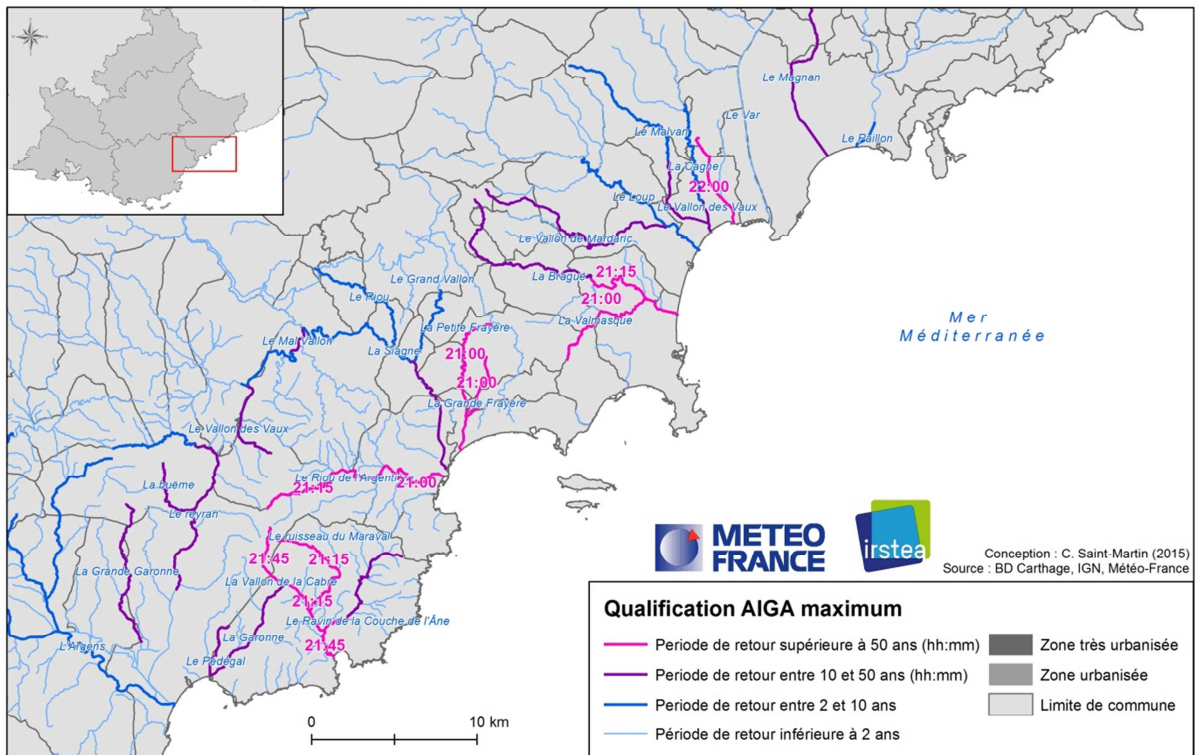 Le Magnan
Le Var
Le Malvan
Le Paillon
La Cagne
22:00
Le Loup
Le Vallon des Vaux
Le Vallon de Mardaric
La Brague
21:15
Le Grand Vallon
Le Riou
21:00
La Valmasque
La Petite Frayère
Mer
Méditerranée
Le Mal Vallon
La Siagne
21:00
21:00
La Grande Frayère
Le Vallon des Vaux
Le Riou de l'Argenti
21:00
21:15
La bueme
Le reyran
Le ruisseau du Maraval
21:45
21:15
La Grande Garonne
La Vallon de la Cabre
21:15
Le Ravin de la Couche de l'Âne
La Garonne
21:45
L'Argens
Le Pédégal
0 10 km
METEO
FRANCE
irstea
Conception : C. Saint-Martin (2015)
Source : BD Carthage, IGN, Météo-France
Qualification AIGA maximum
Periode de retour supérieure à 50 ans (hh:mm)
Periode de retour entre 10 et 50 ans (hh:mm)
Periode de retour entre 2 et 10 ans
Période de retour inférieure à 2 ans
Zone très urbanisée
Zone urbanisée
Limite de commune